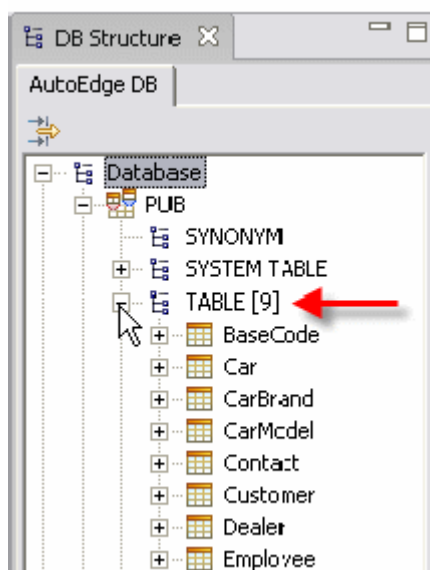 DB Structure
AutoEdge DB
Database
PUB
SYNONYM
SYSTEM TABLE
TABLE [9]
BaseCode
Car
CarBrand
CarModel
Contact
Customer
Dealer
Employee